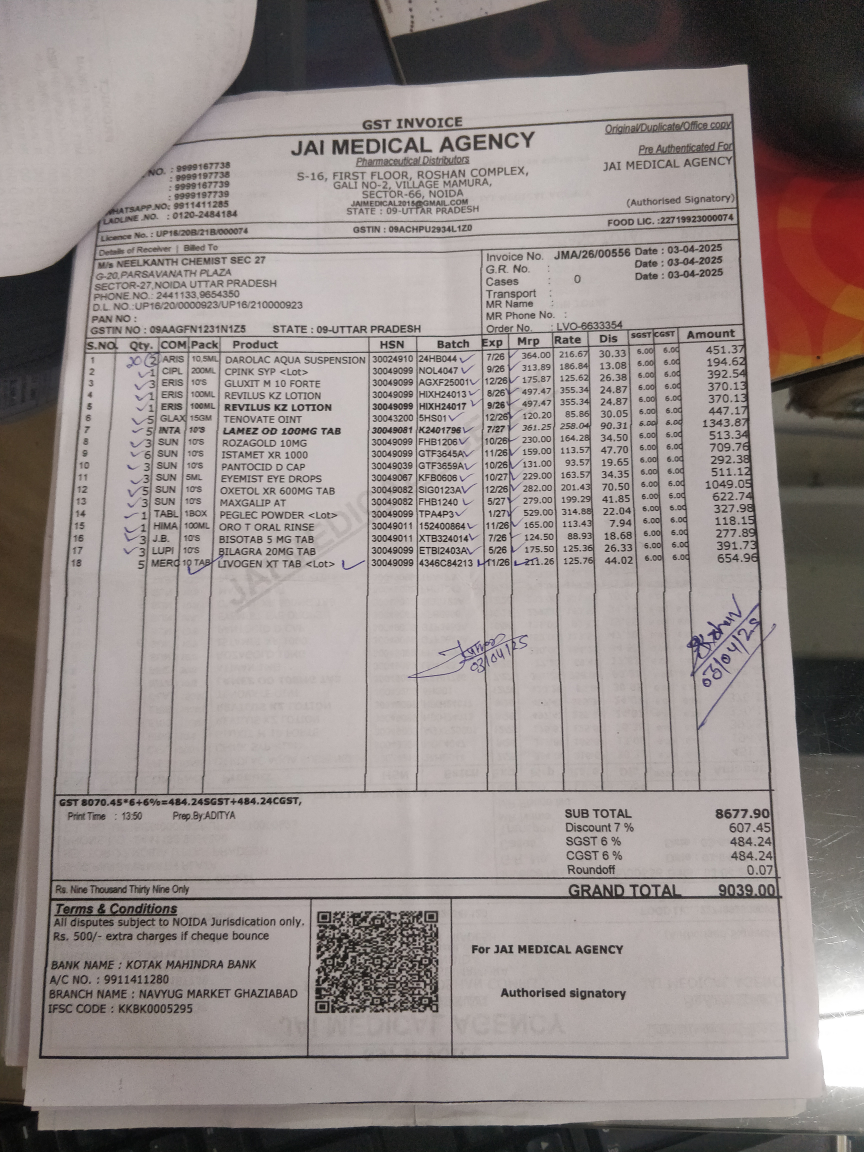 GST INVOICE
Original/Duplicate/Office copy
JAI MEDICAL AGENCY
Pharmaceutical Distributors
Pre Authenticated For
JAI MEDICAL AGENCY
S-16, FIRST FLOOR, ROSHAN COMPLEX,
GALI NO-2, VILLAGE MAMURA,
SECTOR-66, NOIDA
JAIMEDICAL2018@GMAIL.COM
STATE : 09-UTTAR PRADESH
(Authorised Signatory)
NO. : 9999167738
: 9999197738
: 9999167739
: 9999197739
WHATSAPP.NO: 9911411285
LADLINE .NO. : 0120-2484184
Licence No. : UP16/20B/21B/000074
GSTIN : 09ACHPU2934L1Z0
FOOD LIC. :22719923000074
Details of Receiver | Billed To
M/s NEELKANTH CHEMIST SEC 27
G-20,PARSAVANATH PLAZA
SECTOR-27,NOIDA UTTAR PRADESH
PHONE.NO.: 2441133,9654350
D.L.NO.:UP16/20/0000923/UP16/210000923
PAN NO :
GSTIN NO : 09AAGFN1231N1Z5 STATE : 09-UTTAR PRADESH
Invoice No. JMA/26/00556 Date : 03-04-2025
G.R. No. : Date : 03-04-2025
Cases : 0 Date : 03-04-2025
Transport :
MR Name :
MR Phone No. :
Order No. : LVO-6633354
S.NO. Qty. COM Pack Product HSN Batch Exp Mrp Rate Dis SGST CGST Amount
1 2 ARIS 10.5ML DAROLAC AQUA SUSPENSION 30024910 24HB044 7/26 364.00 216.67 30.33 6.00 6.00 451.37
2 1 CIPL 200ML CPINK SYP <Lot> 30049099 NOL4047 9/26 313.89 186.84 13.08 6.00 6.00 194.62
3 3 ERIS 10'S GLUXIT M 10 FORTE 30049099 AGXF25001 12/26 175.87 125.62 26.38 6.00 6.00 392.54
4 1 ERIS 100ML REVILUS KZ LOTION 30049099 HIXH24013 8/26 497.47 355.34 24.87 6.00 6.00 370.13
5 1 ERIS 100ML REVILUS KZ LOTION 30049099 HIXH24017 9/26 497.47 355.34 24.87 6.00 6.00 370.13
6 5 GLAX 15GM TENOVATE OINT 30043200 5HS01 12/26 120.20 85.86 30.05 6.00 6.00 447.17
7 5 INTA 10'S LAMEZ OD 100MG TAB 30049081 K2401796 7/27 361.25 258.04 90.31 6.00 6.00 1343.87
8 3 SUN 10'S ROZAGOLD 10MG 30049099 FHB1206 10/26 230.00 164.28 34.50 6.00 6.00 513.34
9 6 SUN 10'S ISTAMET XR 1000 30049099 GTF3645A 11/26 159.00 113.57 47.70 6.00 6.00 709.76
10 3 SUN 10'S PANTOCID D CAP 30049039 GTF3659A 10/26 131.00 93.57 19.65 6.00 6.00 292.38
11 3 SUN 5ML EYEMIST EYE DROPS 30049067 KFB0606 10/27 229.00 163.57 34.35 6.00 6.00 511.12
12 5 SUN 10'S OXETOL XR 600MG TAB 30049082 SIG0123A 12/26 282.00 201.43 70.50 6.00 6.00 1049.05
13 3 SUN 10'S MAXGALIP AT 30049082 FHB1240 5/27 279.00 199.29 41.85 6.00 6.00 622.74
14 1 TABL 1BOX PEGLEC POWDER <Lot> 30049099 TPA4P3 1/27 529.00 314.88 22.04 6.00 6.00 327.98
15 1 HIMA 100ML ORO T ORAL RINSE 30049011 152400864 11/26 165.00 113.43 7.94 6.00 6.00 118.15
16 3 J.B. 10'S BISOTAB 5 MG TAB 30049011 XTB324014 7/26 124.50 88.93 18.68 6.00 6.00 277.89
17 3 LUPI 10'S BILAGRA 20MG TAB 30049099 ETBI2403A 5/26 175.50 125.36 26.33 6.00 6.00 391.73
18 5 MERC 10 TAB LIVOGEN XT TAB <Lot> 30049099 4346C84213 11/26 211.26 125.76 44.02 6.00 6.00 654.96
03/04/25
03/04/25
GST 8070.45*6+6%=484.24SGST+484.24CGST,
Print Time : 13:50 Prep.By:ADITYA
SUB TOTAL 8677.90
Discount 7 % 607.45
SGST 6 % 484.24
CGST 6 % 484.24
Roundoff 0.07
Rs. Nine Thousand Thirty Nine Only
GRAND TOTAL 9039.00
Terms & Conditions
All disputes subject to NOIDA Jurisdication only.
Rs. 500/- extra charges if cheque bounce
BANK NAME : KOTAK MAHINDRA BANK
A/C NO. : 9911411280
BRANCH NAME : NAVYUG MARKET GHAZIABAD
IFSC CODE : KKBK0005295
For JAI MEDICAL AGENCY
Authorised signatory